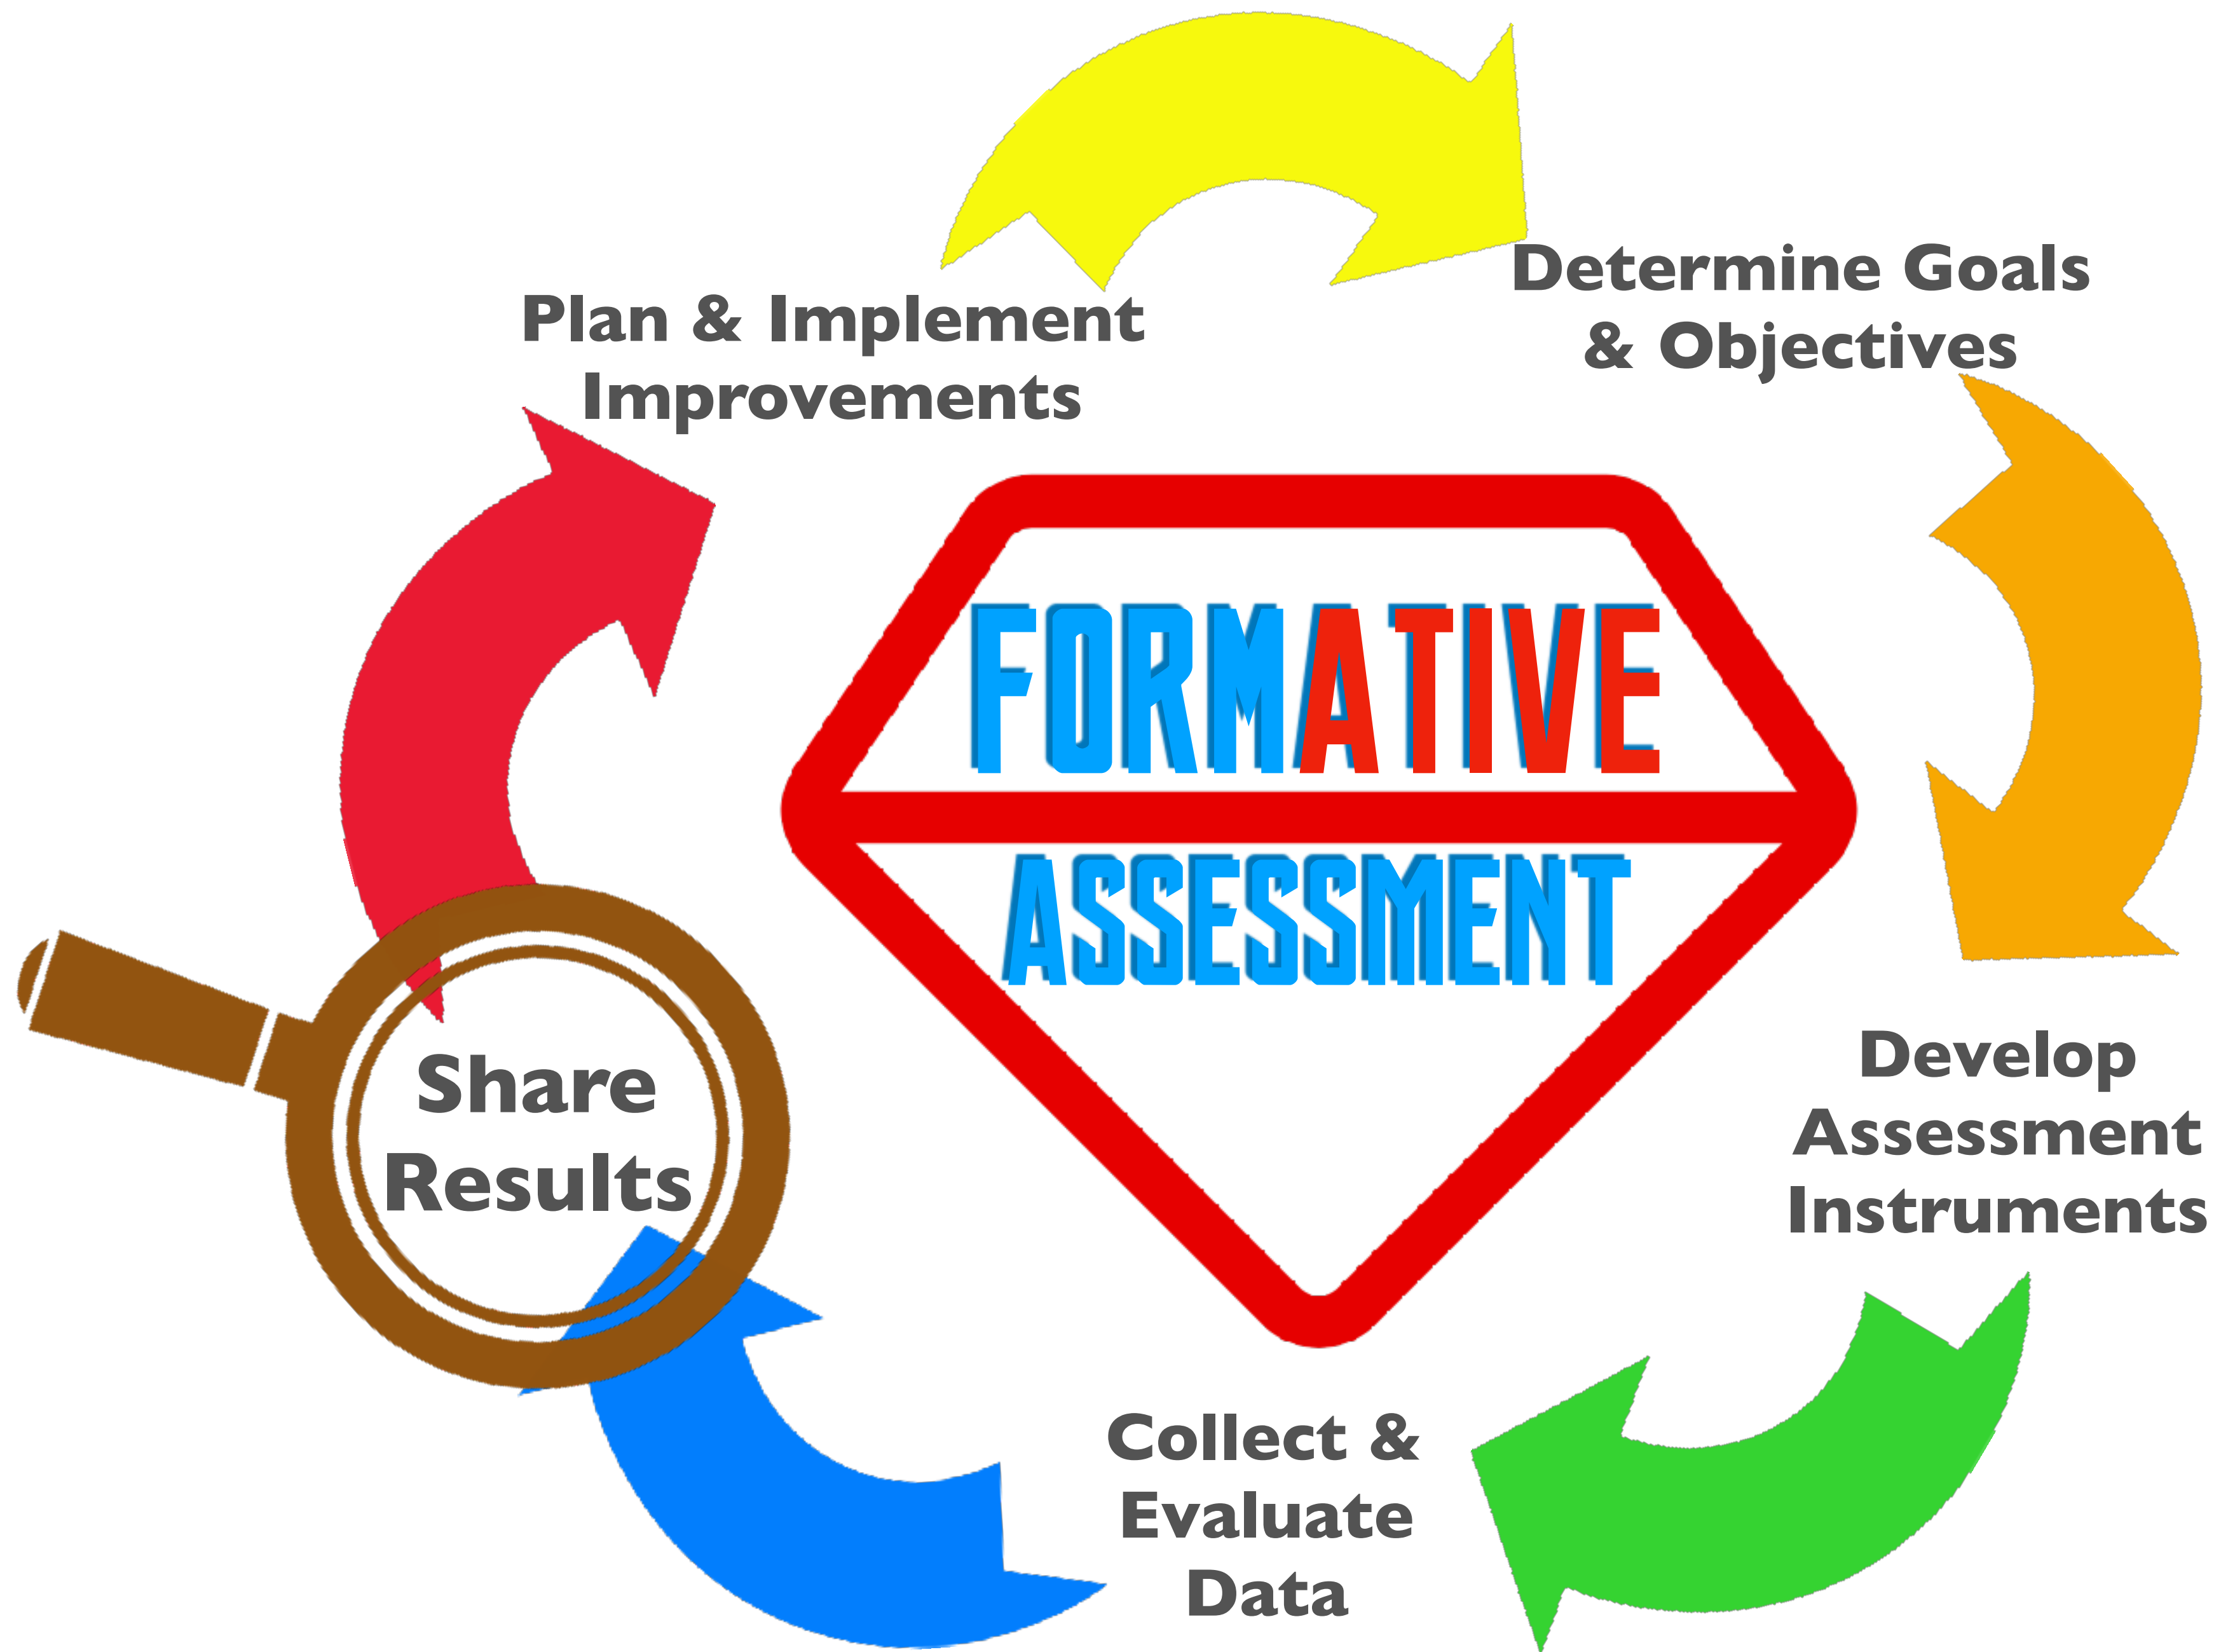 Determine Goals
& Objectives
Plan & Implement
Improvements
FORMATIVE
ASSESSMENT
Develop
Assessment
Instruments
Share
Results
Collect &
Evaluate
Data